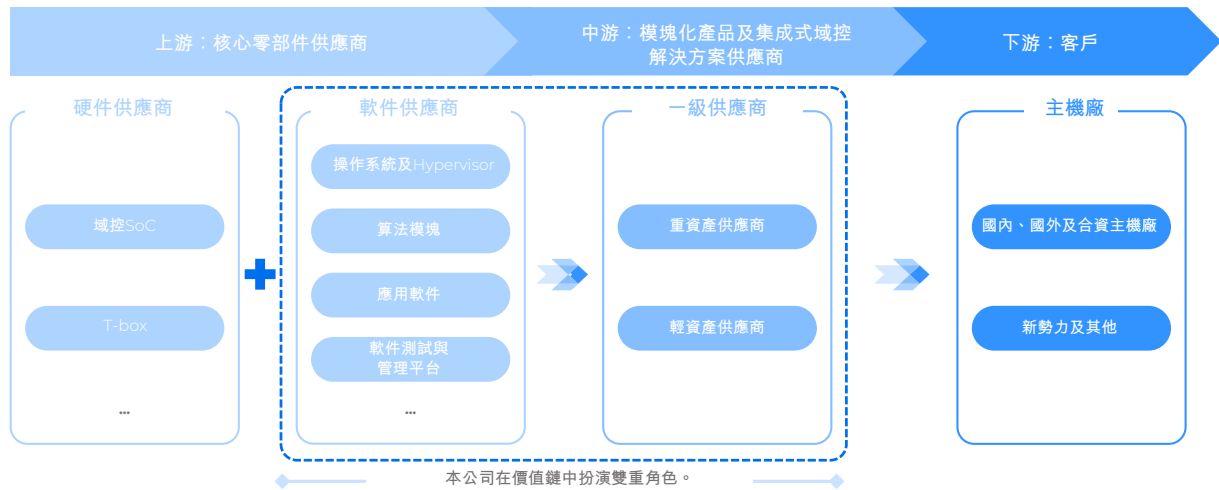 上游：核心零部件供應商
中游：模塊化產品及集成式域控
解決方案供應商
下游：客戶
硬件供應商
域控SoC
T-box
...
軟件供應商
操作系統及Hypervisor
算法模塊
應用軟件
軟件測試與
管理平台
...
一級供應商
重資產供應商
輕資產供應商
主機廠
國內、國外及合資主機廠
新勢力及其他
本公司在價值鏈中扮演雙重角色。